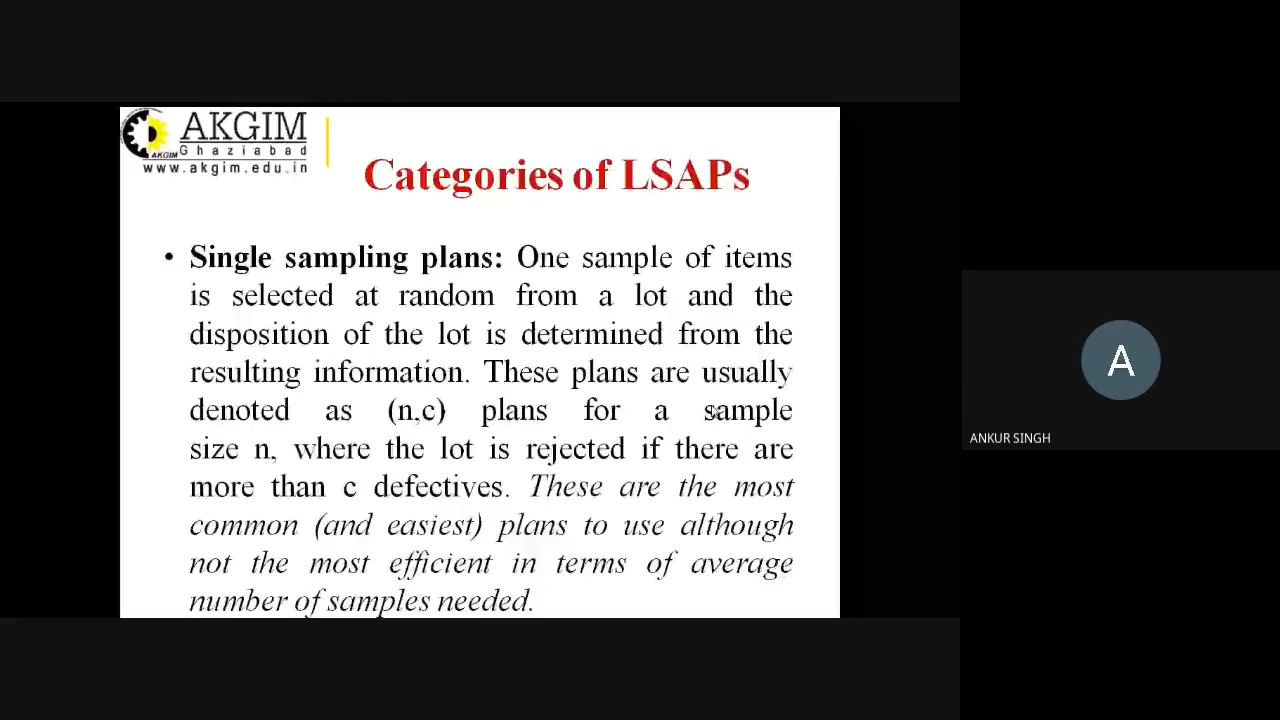 AKGIM
Ghaziabad
AKGIM
www.akgim.edu.in
Categories of LSAPs
• Single sampling plans: One sample of items
is selected at random from a lot and the
disposition of the lot is determined from the
resulting information. These plans are usually
denoted as (n,c) plans for a sample
size n, where the lot is rejected if there are
more than c defectives. These are the most
common (and easiest) plans to use although
not the most efficient in terms of average
number of samples needed.
A
ANKUR SINGH